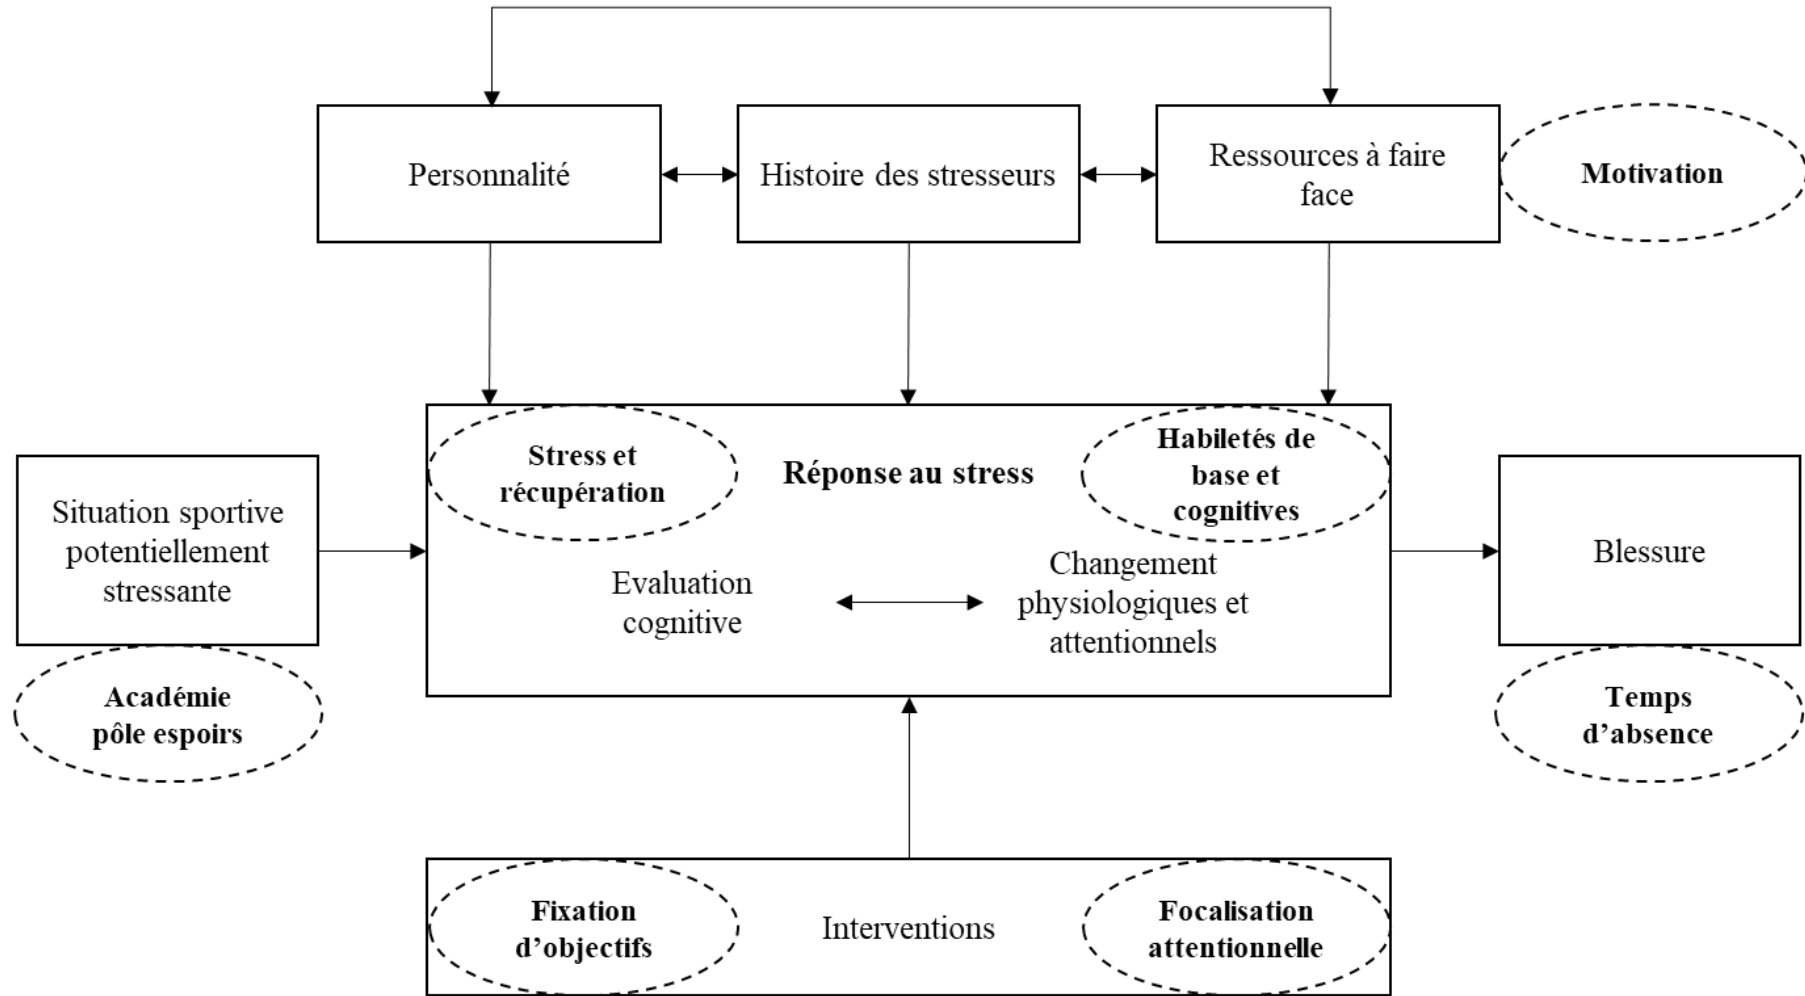 Personnalité
Histoire des stresseurs
Ressources à faire
face
Motivation
Stress et
récupération
Réponse au stress
Habiletés de
base et
cognitives
Situation sportive
potentiellement
stressante
Evaluation
cognitive
Changement
physiologiques et
attentionnels
Blessure
Académie
pôle espoirs
Temps
d’absence
Fixation
d’objectifs
Interventions
Focalisation
attentionnelle